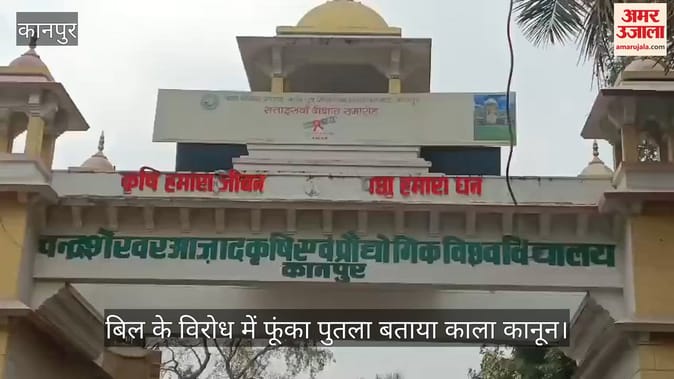 कानपुर
अमर
उजाला
amarujala.com
सत्ताइसवाँ दीक्षांत समारोह
कृषि हमारा जीवन पशु हमारा धन
चन्द्रशेखर आज़ाद कृषि एवं प्रौद्योगिक विश्वविद्यालय
कानपुर
बिल के विरोध में फूंका पुतला बताया काला कानून।